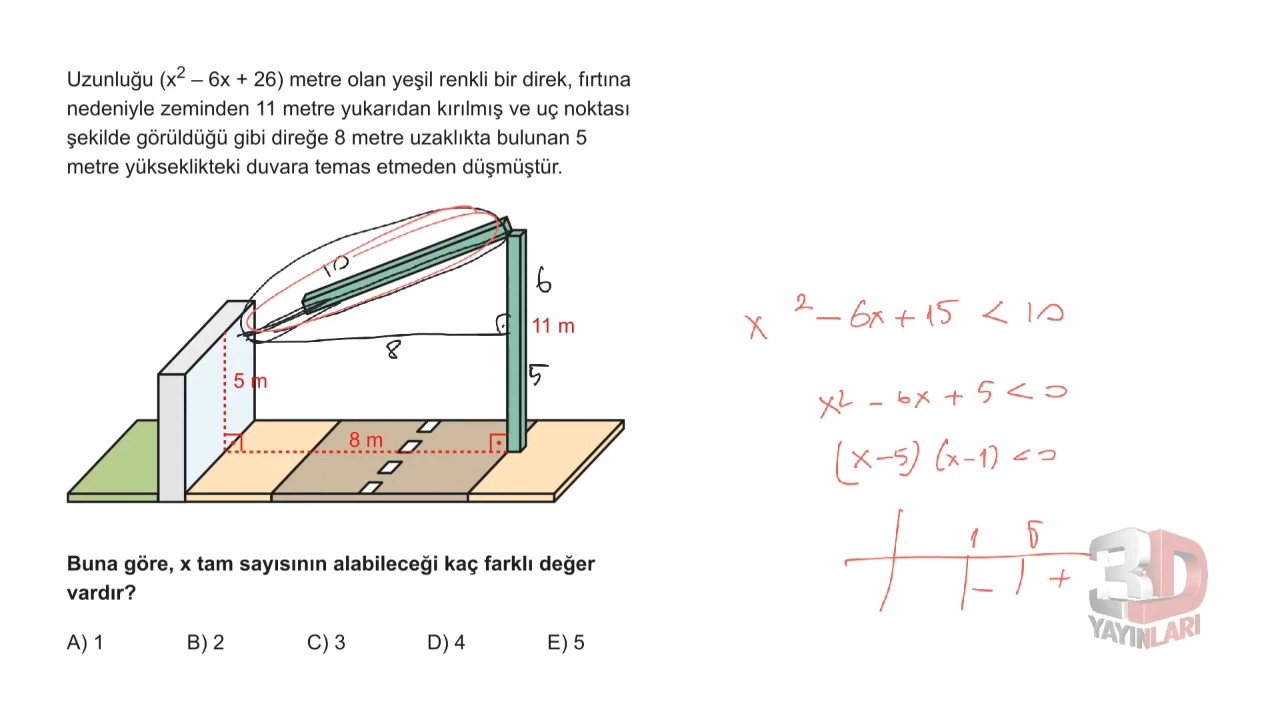 Uzunluğu (x² – 6x + 26) metre olan yeşil renkli bir direk, fırtına
nedeniyle zeminden 11 metre yukarıdan kırılmış ve uç noktası
şekilde görüldüğü gibi direğe 8 metre uzaklıkta bulunan 5
metre yükseklikteki duvara temas etmeden düşmüştür.
10
6
11 m
8
5
5 m
8 m
x² – 6x + 15 < 10
x² – 6x + 5 < 0
(x–5) (x–1) < 0
1 5
– +
3D
YAYINLARI
Buna göre, x tam sayısının alabileceği kaç farklı değer
vardır?
A) 1 B) 2 C) 3 D) 4 E) 5